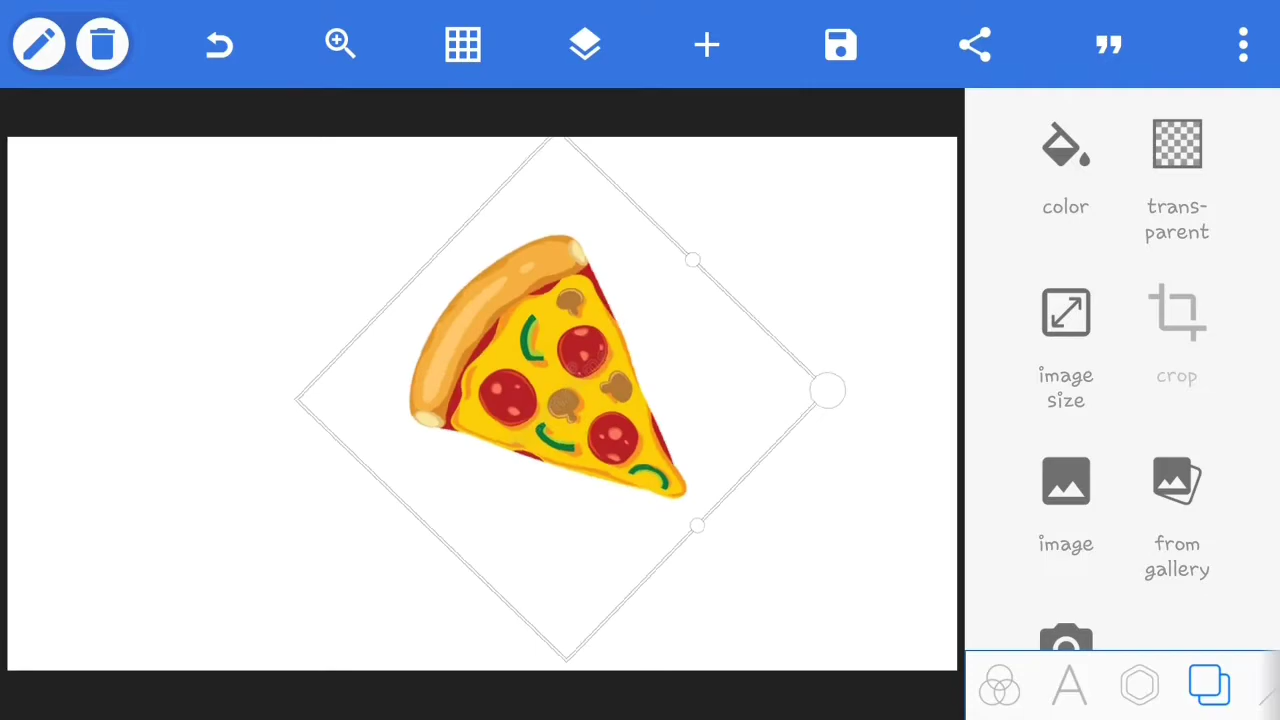 color
trans-
parent
image
size
crop
image
from
gallery